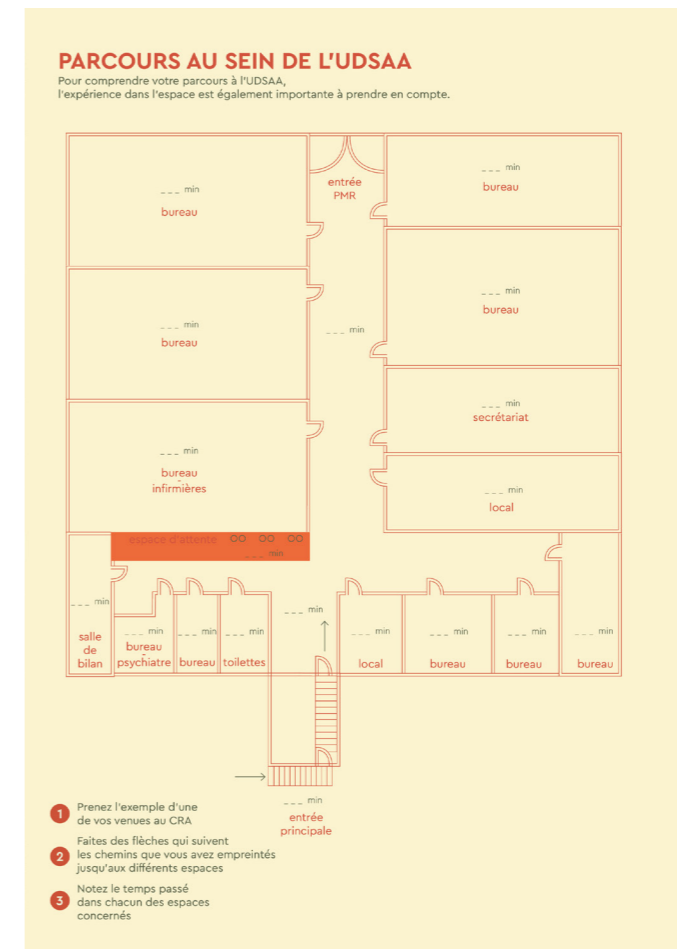 PARCOURS AU SEIN DE L'UDSAA
Pour comprendre votre parcours à l'UDSAA,
l'expérience dans l'espace est également importante à prendre en compte.
entrée
PMR
_ _ _ min
bureau
_ _ _ min
bureau
_ _ _ min
bureau
_ _ _ min
_ _ _ min
bureau
_ _ _ min
bureau
-
infirmières
_ _ _ min
secrétariat
_ _ _ min
local
espace d'attente
_ _ _ min
_ _ _ min
salle
de
bilan
_ _ _ min
bureau
-
psychiatre
_ _ _ min
bureau
_ _ _ min
toilettes
_ _ _ min
_ _ _ min
local
_ _ _ min
bureau
_ _ _ min
bureau
_ _ _ min
bureau
_ _ _ min
entrée
principale
1 Prenez l'exemple d'une
de vos venues au CRA
2 Faites des flèches qui suivent
les chemins que vous avez empreintés
jusqu'aux différents espaces
3 Notez le temps passé
dans chacun des espaces
concernés